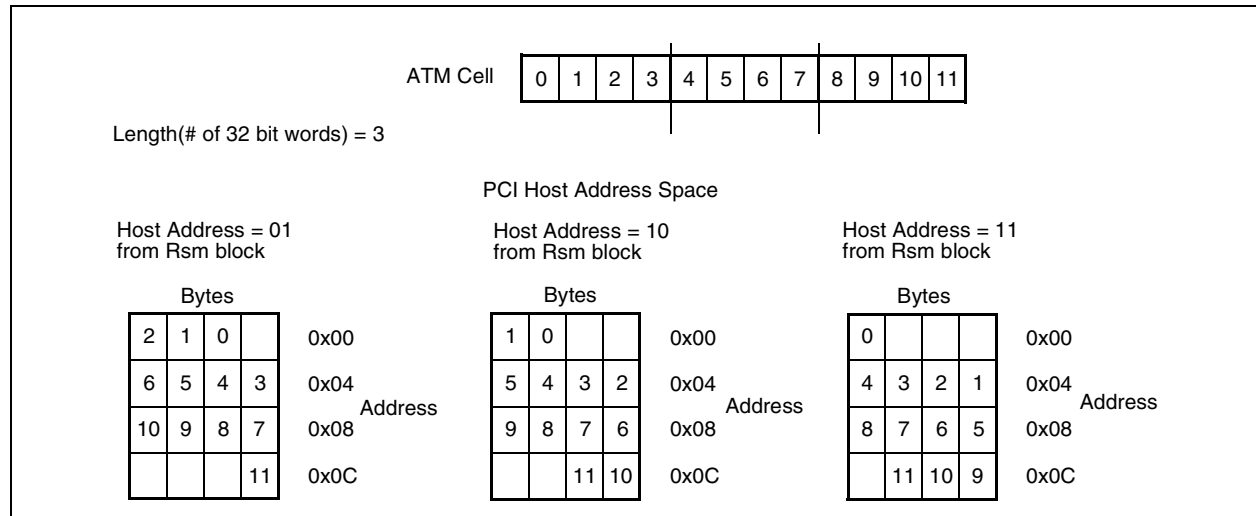 ATM Cell 0 1 2 3 4 5 6 7 8 9 10 11
Length(# of 32 bit words) = 3
PCI Host Address Space
Host Address = 01
from Rsm block
Bytes
2 1 0 0x00
6 5 4 3 0x04
Address
10 9 8 7 0x08
11 0x0C
Host Address = 10
from Rsm block
Bytes
1 0 0x00
5 4 3 2 0x04
Address
9 8 7 6 0x08
11 10 0x0C
Host Address = 11
from Rsm block
Bytes
0 0x00
4 3 2 1 0x04
Address
8 7 6 5 0x08
11 10 9 0x0C